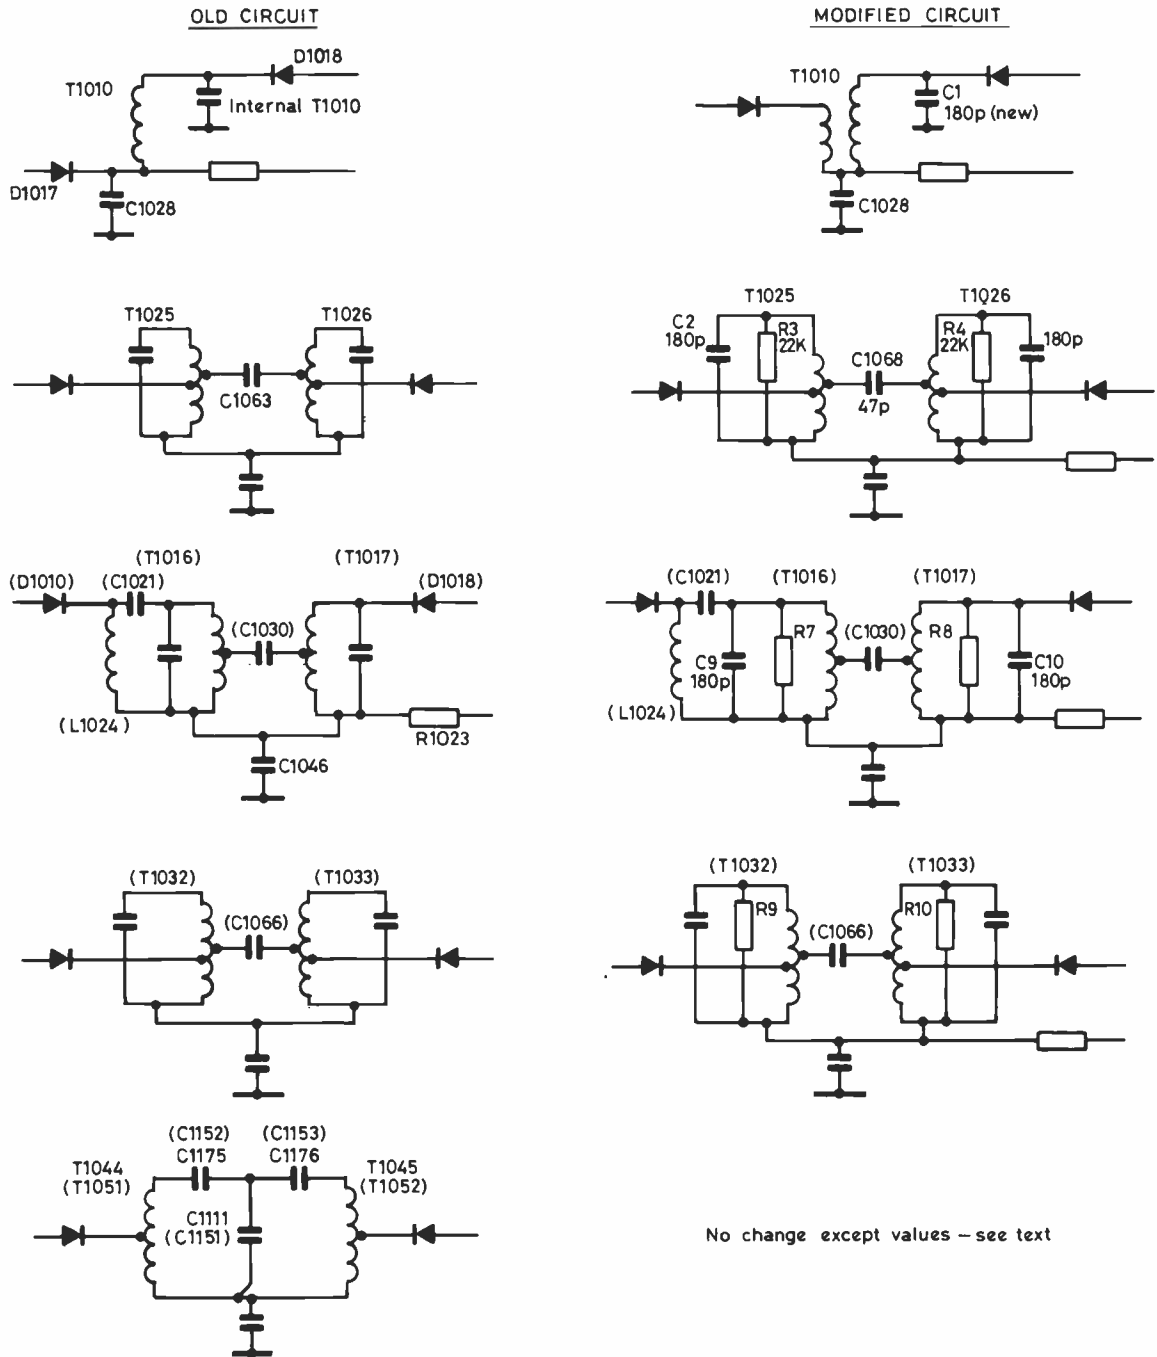 OLD CIRCUIT
MODIFIED CIRCUIT
D1018
T1010
Internal T1010
D1017
C1028
T1010
C1
180p (new)
C1028
T1025
T1026
C1063
T1025
T1026
C2
180p
R3
22K
C1068
47p
R4
22K
180p
(D1010)
(C1021)
(T1016)
(T1017)
(D1018)
(C1030)
(L1024)
R1023
C1046
(C1021)
(T1016)
(T1017)
C9
180p
R7
(C1030)
R8
C10
180p
(L1024)
(T1032)
(T1033)
(C1066)
(T1032)
(T1033)
R9
(C1066)
R10
(C1152)
C1175
(C1153)
C1176
T1044
(T1051)
T1045
(T1052)
C1111
(C1151)
No change except values – see text